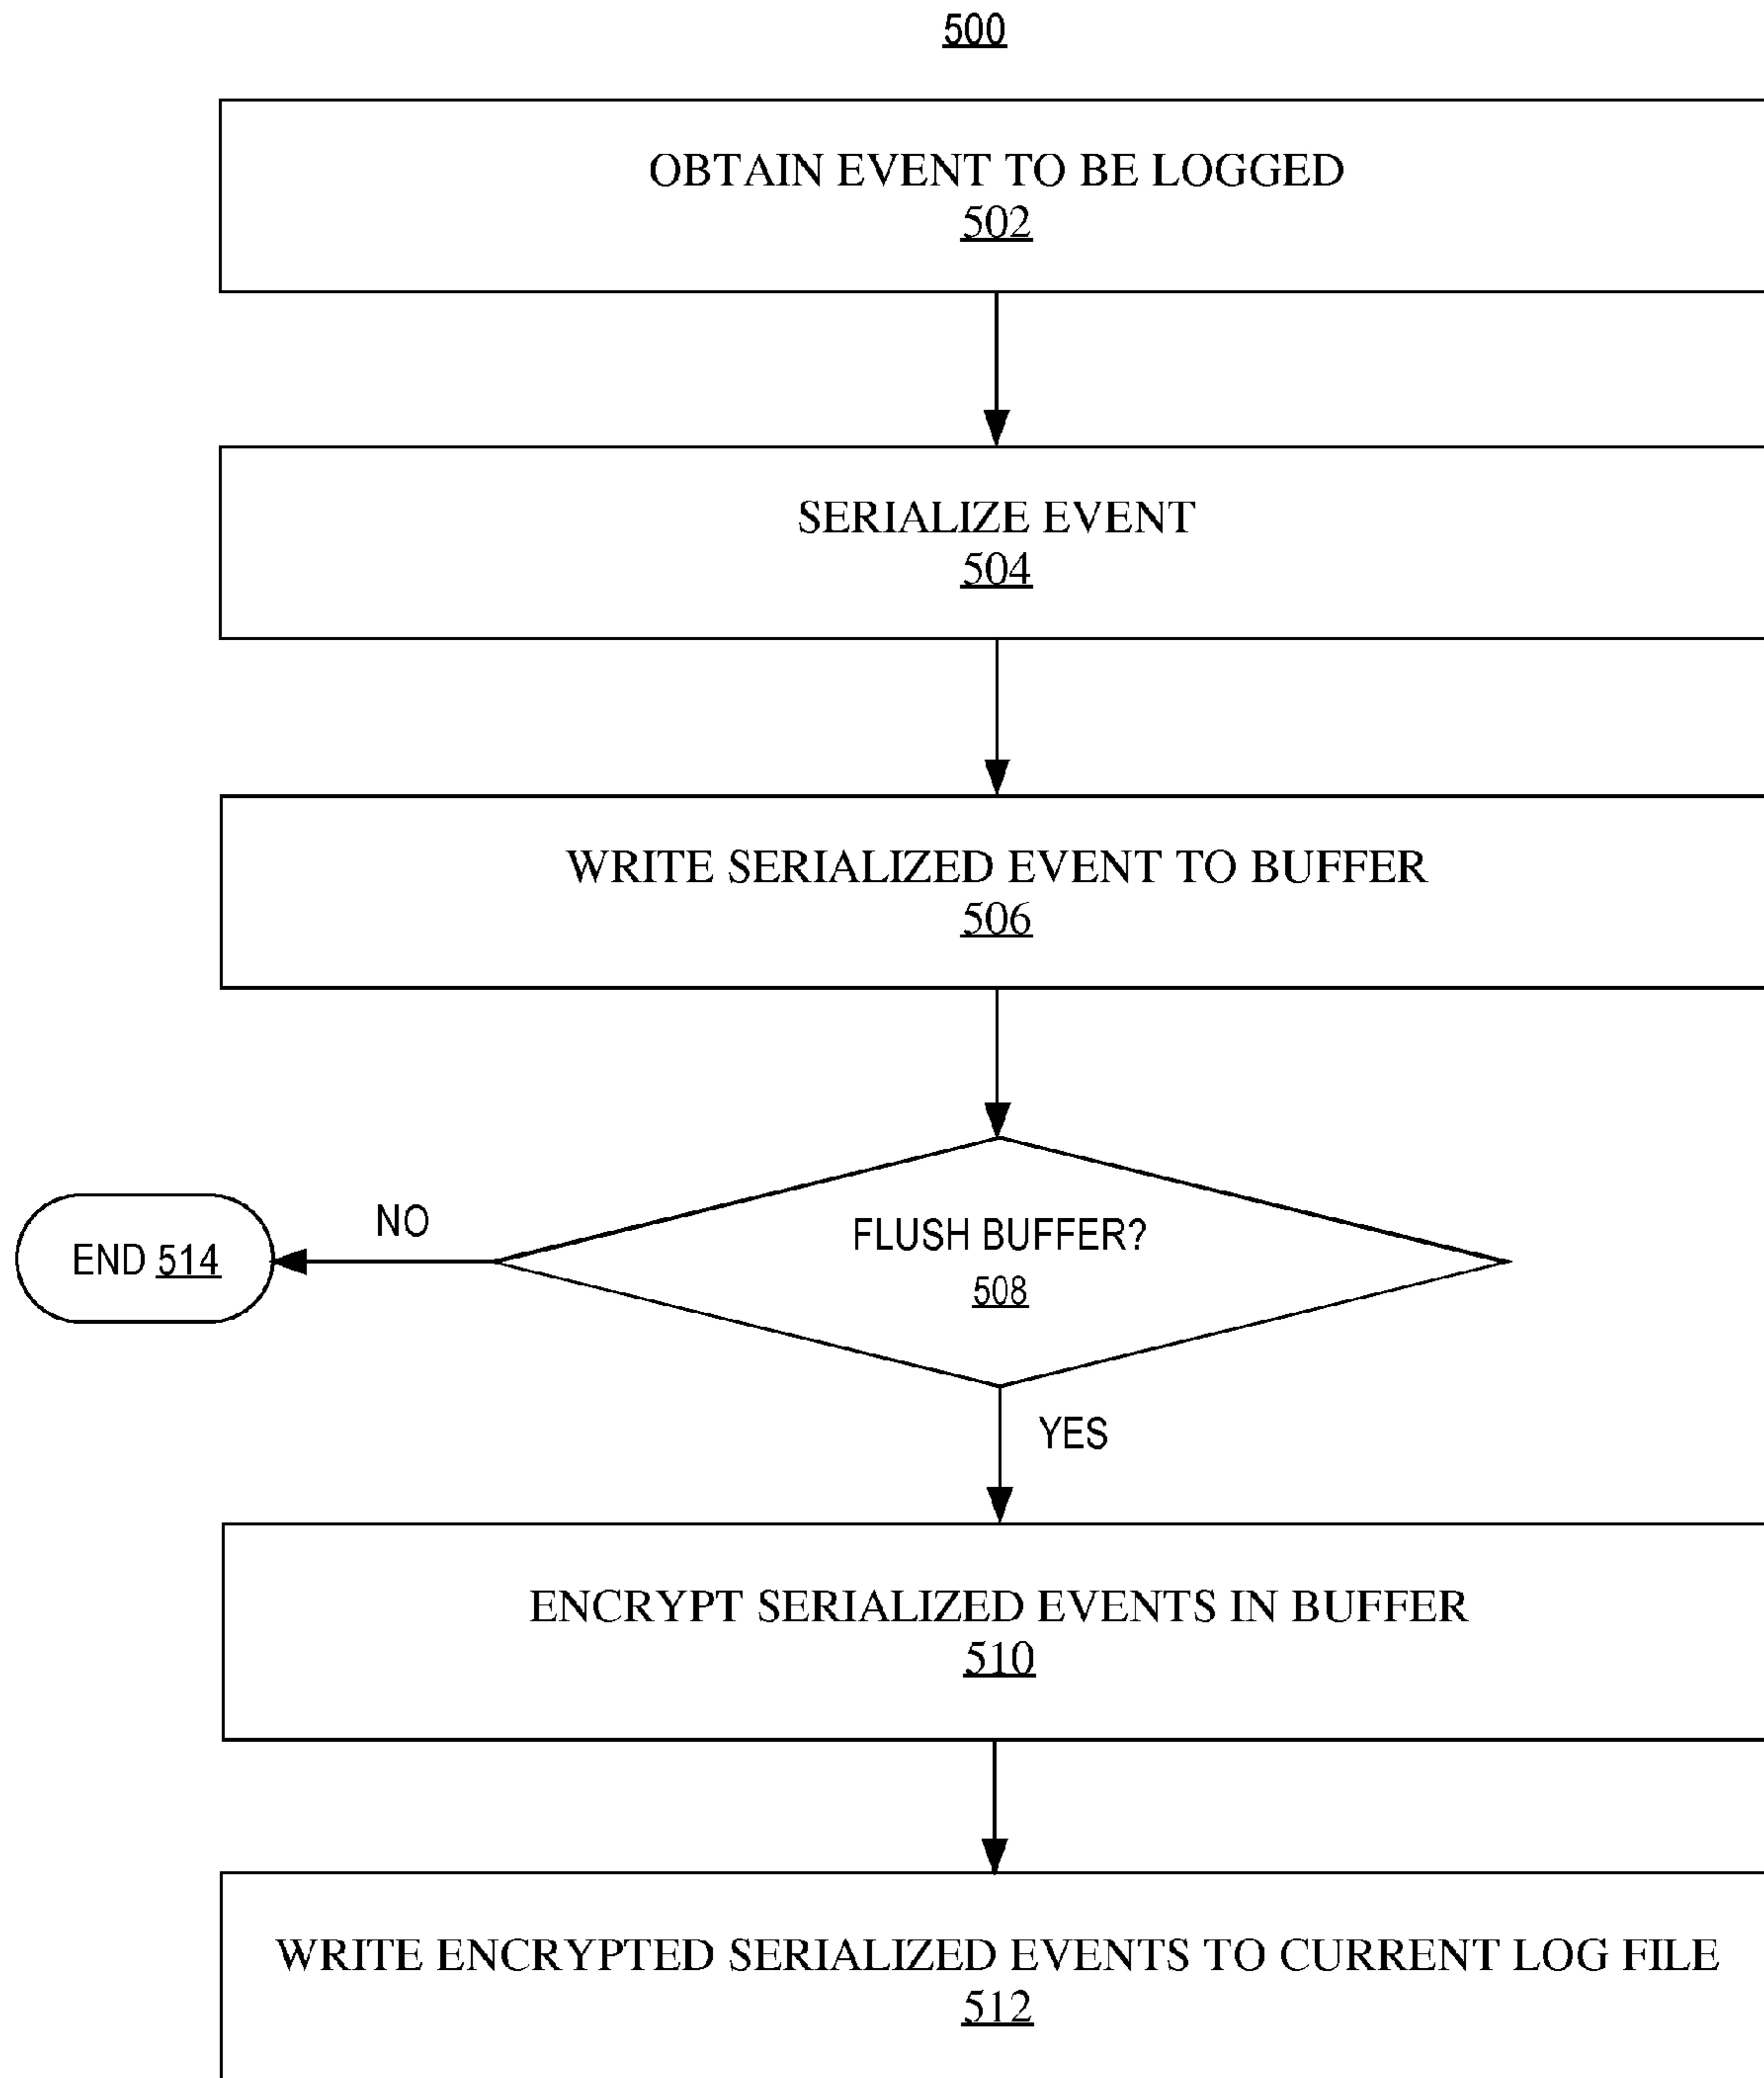 500
OBTAIN EVENT TO BE LOGGED
502
SERIALIZE EVENT
504
WRITE SERIALIZED EVENT TO BUFFER
506
FLUSH BUFFER?
508
NO
END 514
YES
ENCRYPT SERIALIZED EVENTS IN BUFFER
510
WRITE ENCRYPTED SERIALIZED EVENTS TO CURRENT LOG FILE
512